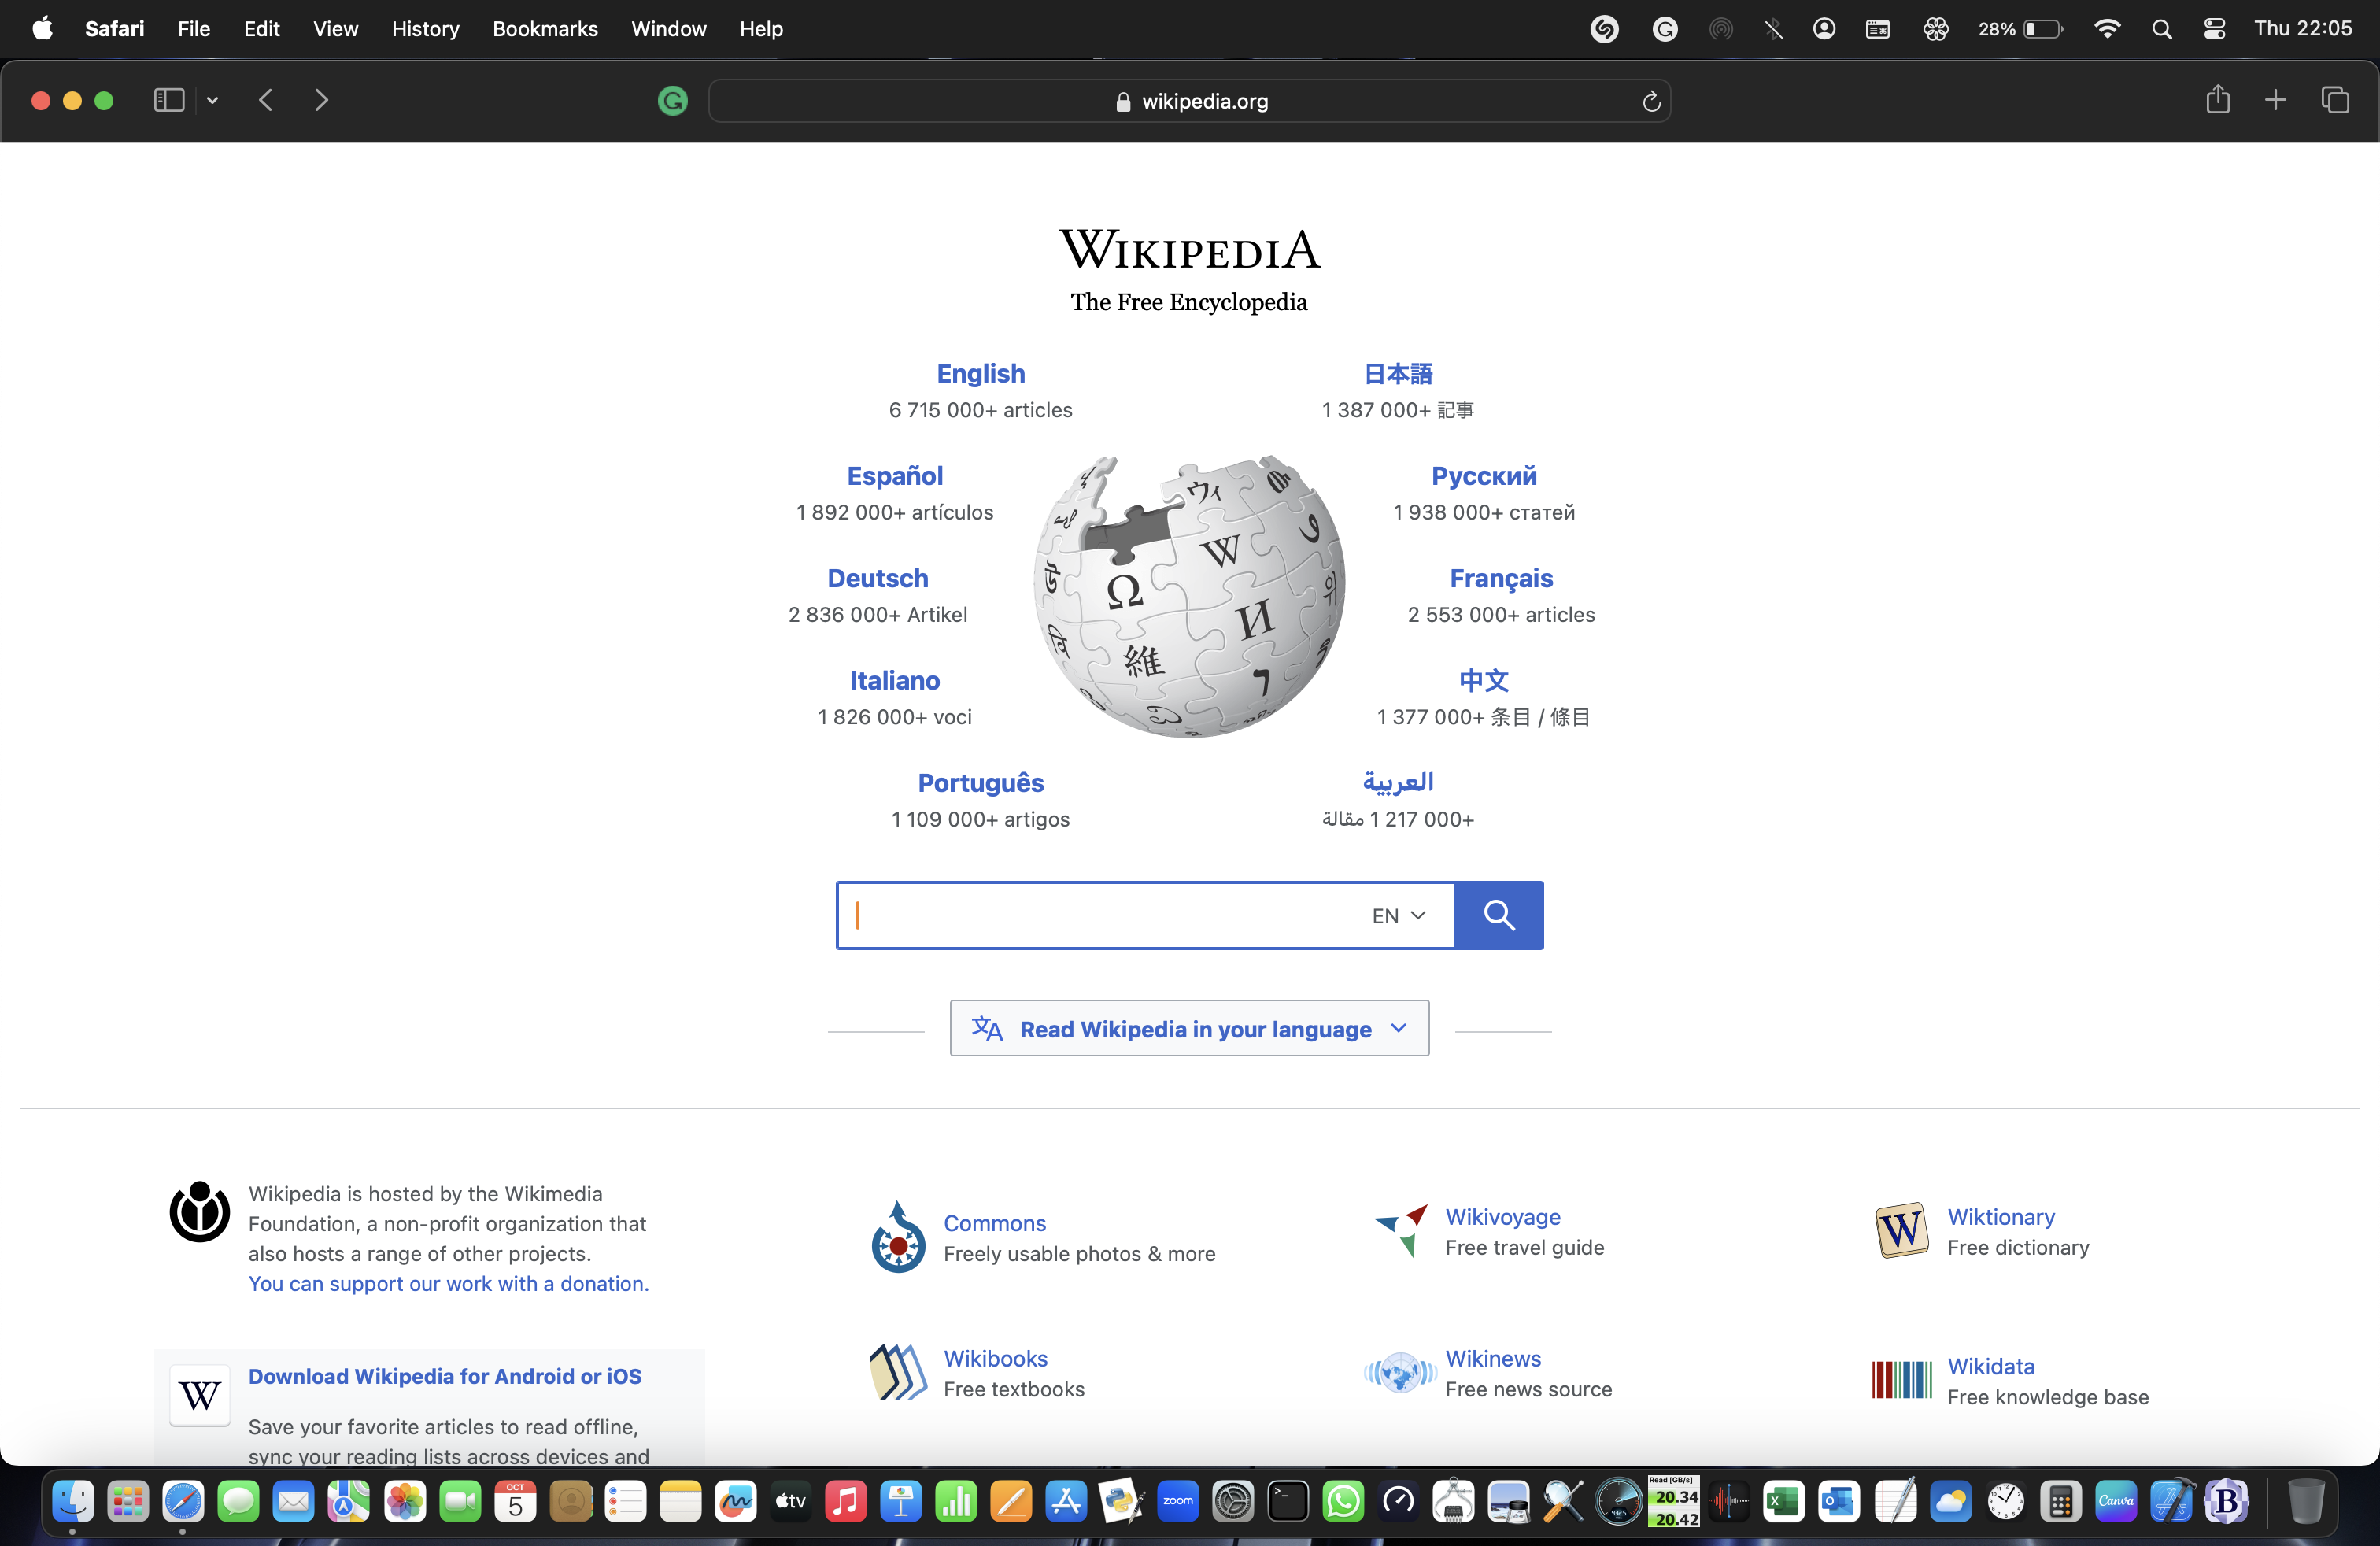 Safari File Edit View History Bookmarks Window Help 28% Thu 22:05
wikipedia.org
WIKIPEDIA
The Free Encyclopedia
English
6 715 000+ articles
日本語
1 387 000+ 記事
Español
1 892 000+ artículos
Русский
1 938 000+ статей
Deutsch
2 836 000+ Artikel
Français
2 553 000+ articles
Italiano
1 826 000+ voci
中文
1 377 000+ 条目 / 條目
Português
1 109 000+ artigos
العربية
1 217 000+ مقالة
Ω W И 維 ウィ
EN
Read Wikipedia in your language
Wikipedia is hosted by the Wikimedia
Foundation, a non-profit organization that
also hosts a range of other projects.
You can support our work with a donation.
Commons
Freely usable photos & more
Wikivoyage
Free travel guide
W
Wiktionary
Free dictionary
W
Download Wikipedia for Android or iOS
Save your favorite articles to read offline,
sync your reading lists across devices and
Wikibooks
Free textbooks
Wikinews
Free news source
Wikidata
Free knowledge base
OCT
5
tv
zoom
Read [GB/s]
20.34
20.42
Canva
B